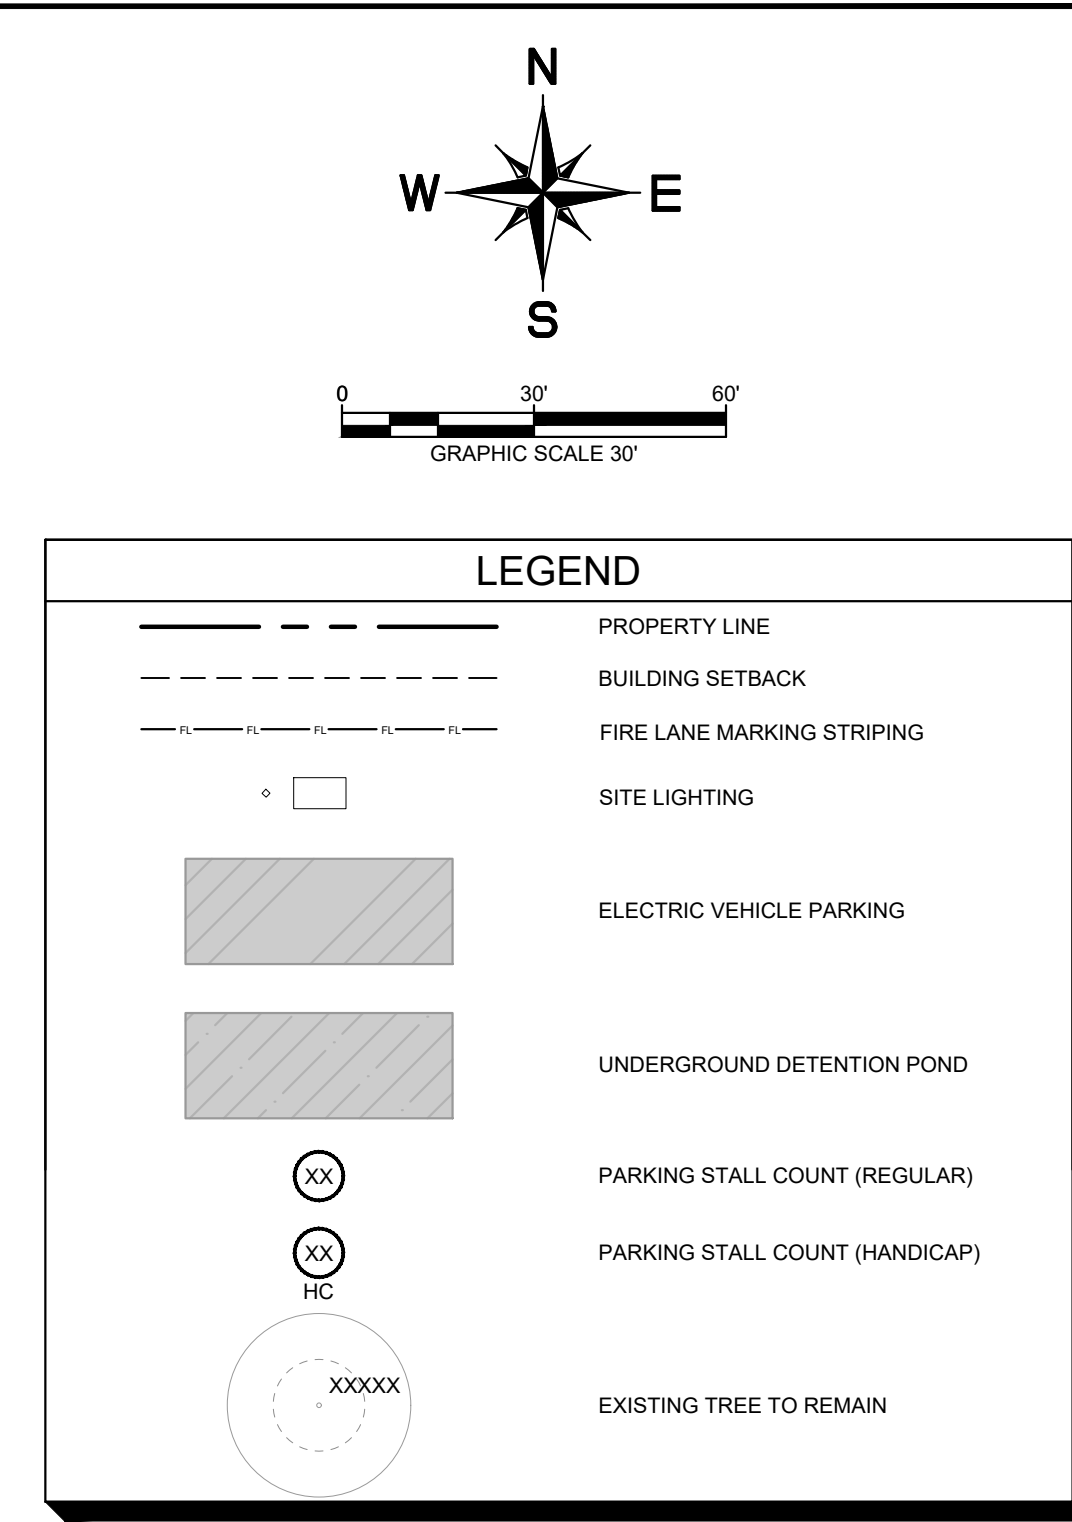 N
W E
S
0 30' 60'
GRAPHIC SCALE 30'
LEGEND
PROPERTY LINE
BUILDING SETBACK
FL FL FL FL FL FIRE LANE MARKING STRIPING
SITE LIGHTING
ELECTRIC VEHICLE PARKING
UNDERGROUND DETENTION POND
XX PARKING STALL COUNT (REGULAR)
XX PARKING STALL COUNT (HANDICAP)
HC
XXXXX
EXISTING TREE TO REMAIN